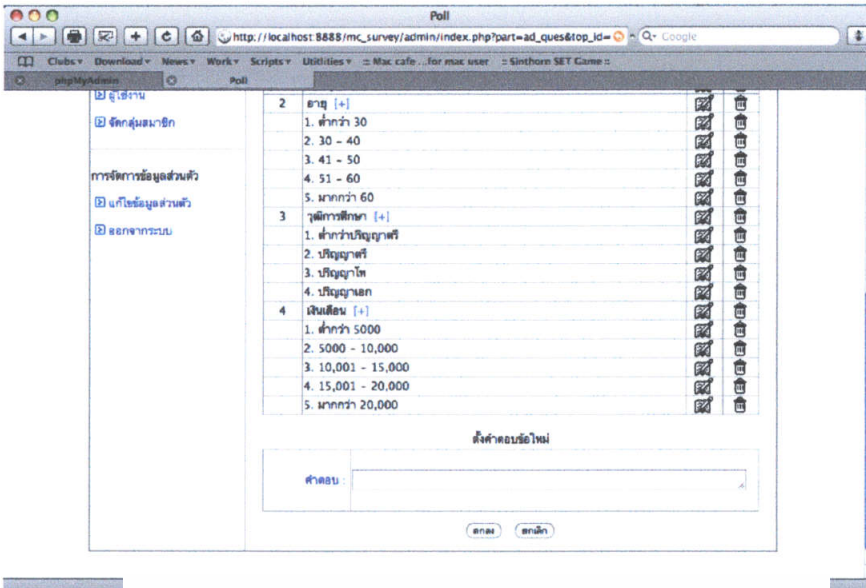 Poll
http://localhost:8888/mc_survey/admin/index.php?part=ad_ques&top_id= Google
Clubs Download News Work Scripts Utitlities :: Mac cafe ...for mac user :: Sinthorn SET Game ::
phpMyAdmin Poll
ผู้ใช้งาน
จัดกลุ่มสมาชิก
การจัดการข้อมูลส่วนตัว
แก้ไขข้อมูลส่วนตัว
ออกจากระบบ
2 อายุ [+]
1. ต่ำกว่า 30
2. 30 - 40
3. 41 - 50
4. 51 - 60
5. มากกว่า 60
3 วุฒิการศึกษา [+]
1. ต่ำกว่าปริญญาตรี
2. ปริญญาตรี
3. ปริญญาโท
4. ปริญญาเอก
4 เงินเดือน [+]
1. ต่ำกว่า 5000
2. 5000 - 10,000
3. 10,001 - 15,000
4. 15,001 - 20,000
5. มากกว่า 20,000
ตั้งคำตอบข้อใหม่
คำตอบ :
ตกลง ยกเลิก